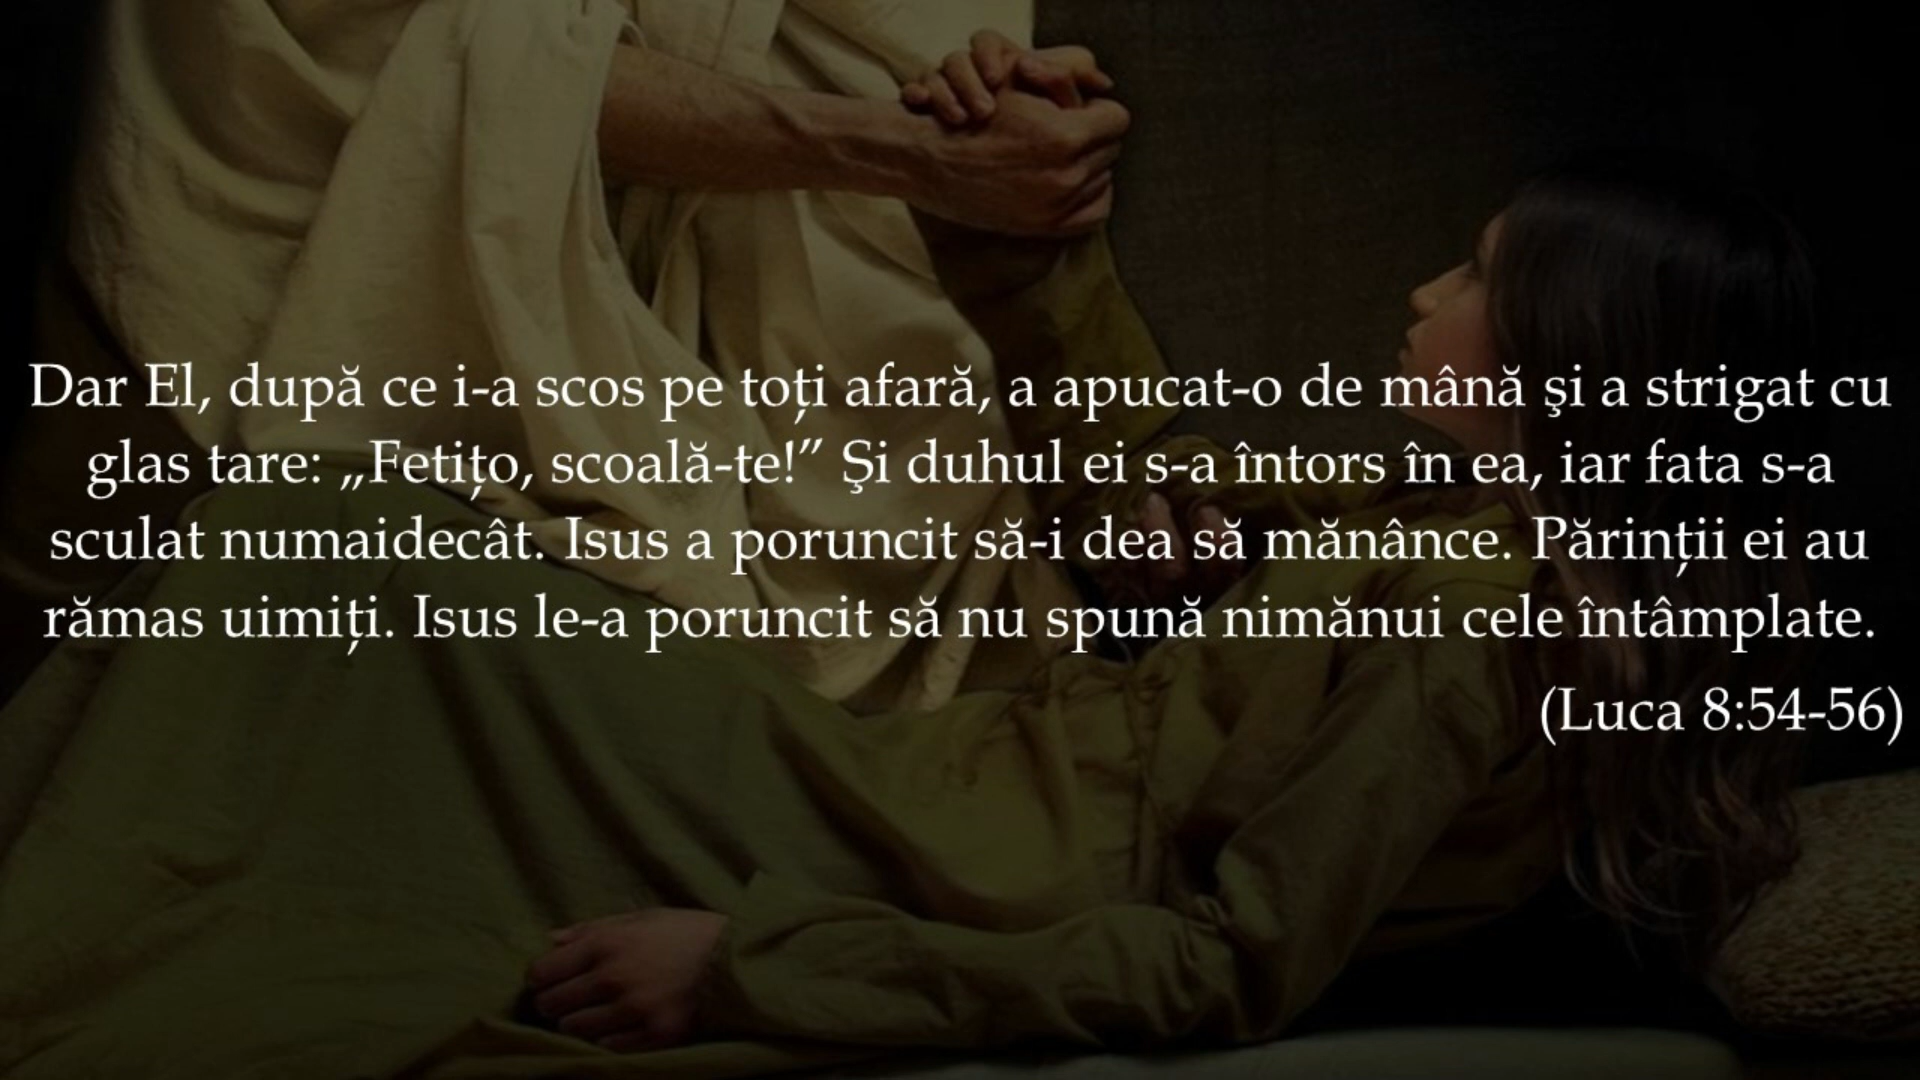 Dar El, după ce i-a scos pe toți afară, a apucat-o de mână şi a strigat cu
glas tare: „Fetițo, scoală-te!” Şi duhul ei s-a întors în ea, iar fata s-a
sculat numaidecât. Isus a poruncit să-i dea să mănânce. Părinții ei au
rămas uimiți. Isus le-a poruncit să nu spună nimănui cele întâmplate.
(Luca 8:54-56)